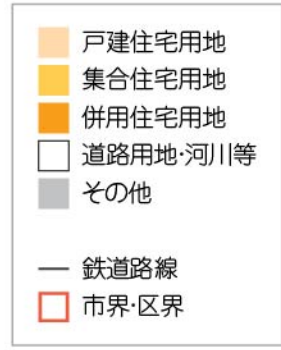 戸建住宅用地
集合住宅用地
併用住宅用地
道路用地・河川等
その他
鉄道路線
市界・区界